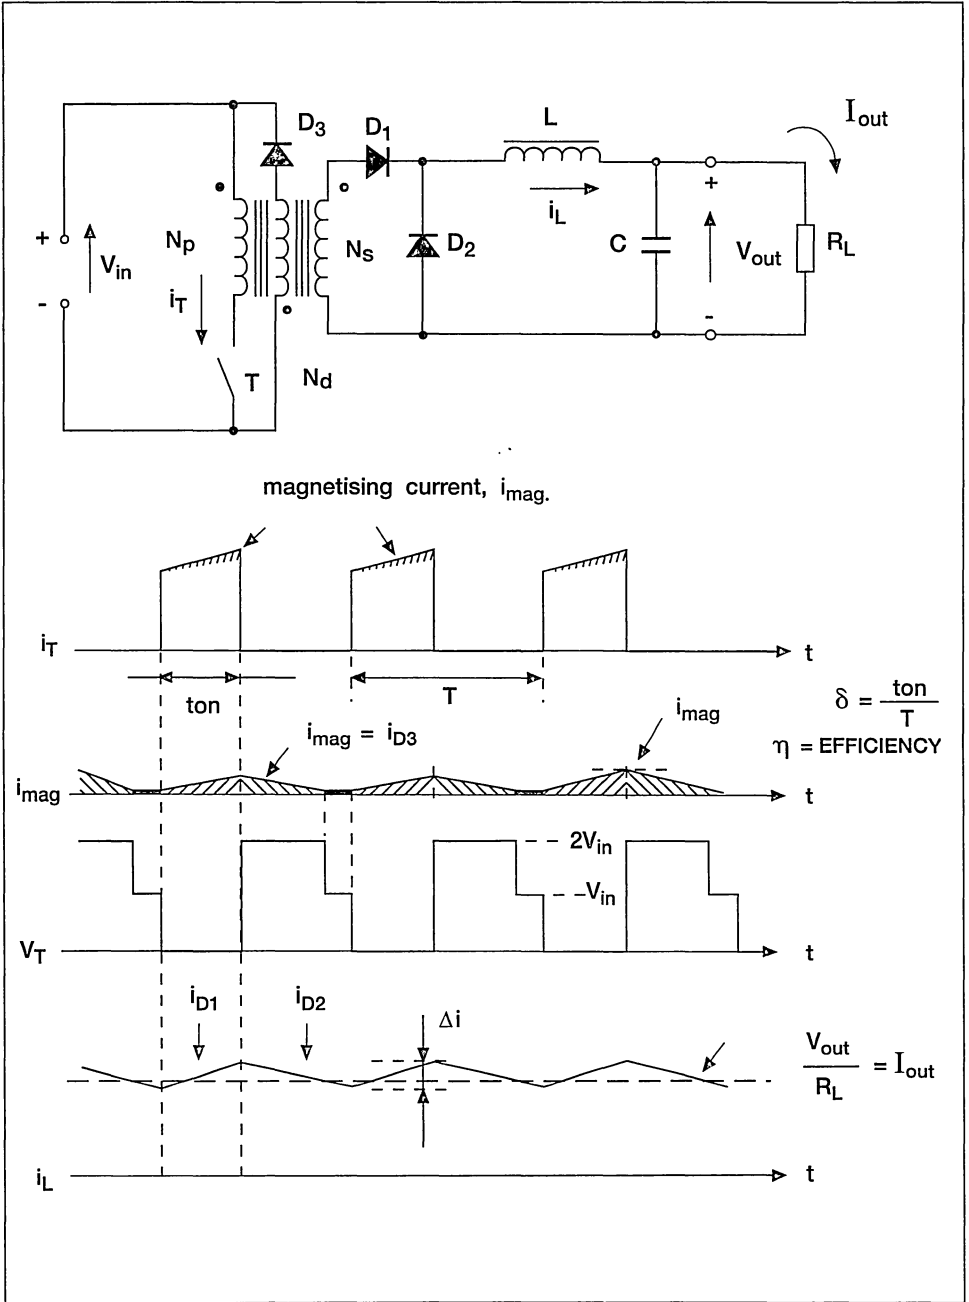 D3
D1
L
Iout
+
Np
Ns
D2
iL
C
+
Vin
Vout
RL
-
iT
-
T
Nd
magnetising current, imag.
iT
t
ton
T
δ = ton
T
imag = iD3
imag
η = EFFICIENCY
imag
t
2Vin
Vin
VT
t
iD1
iD2
Δi
Vout
RL
= Iout
iL
t